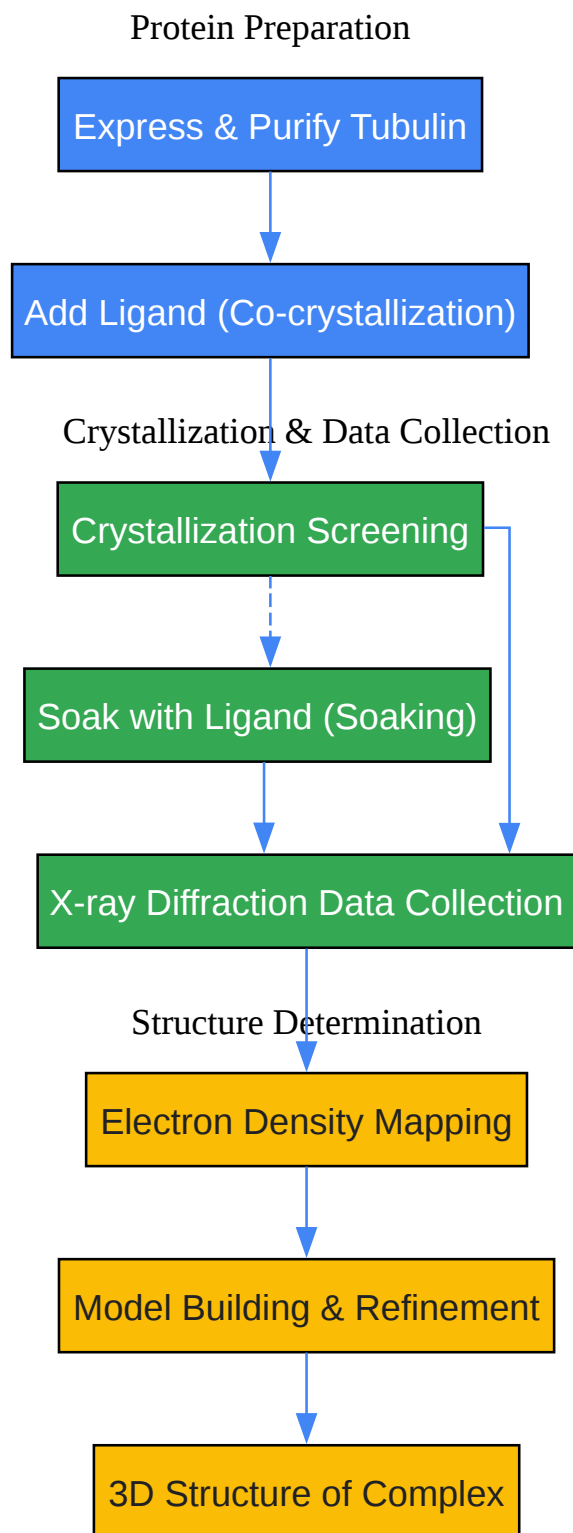 Protein Preparation
Express & Purify Tubulin
Add Ligand (Co-crystallization)
Crystallization & Data Collection
Crystallization Screening
Soak with Ligand (Soaking)
X-ray Diffraction Data Collection
Structure Determination
Electron Density Mapping
Model Building & Refinement
3D Structure of Complex